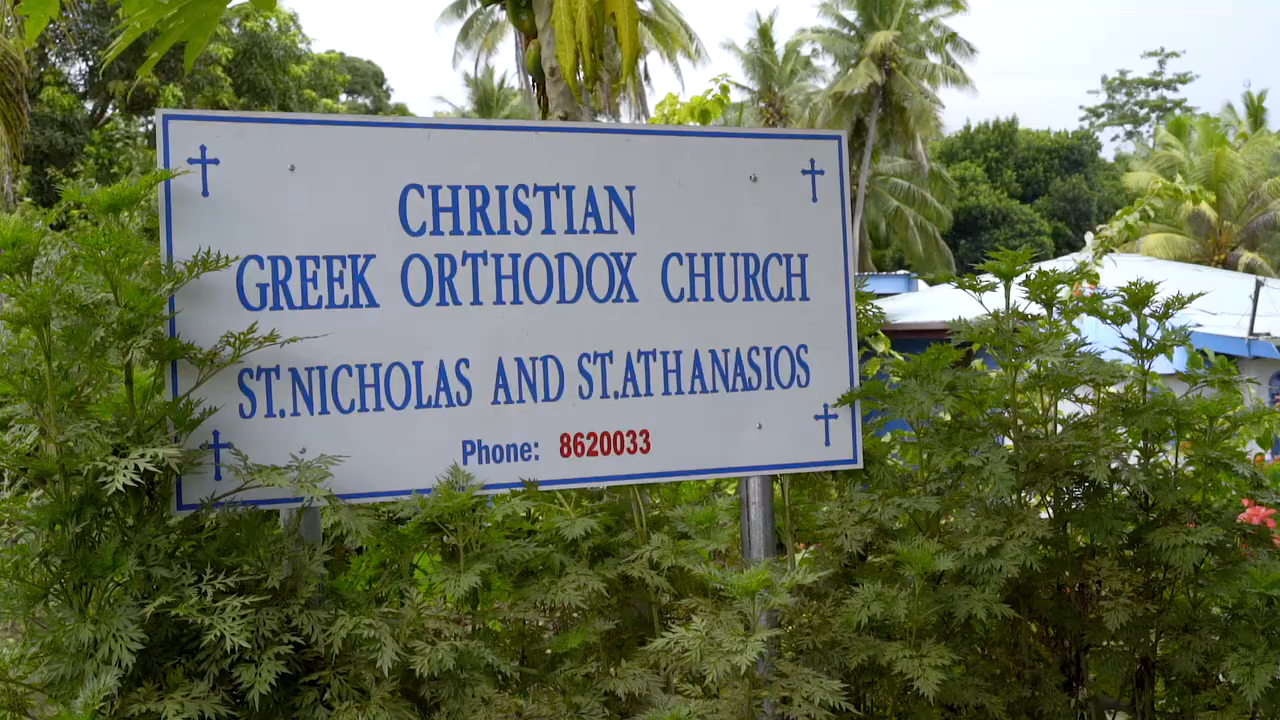 CHRISTIAN
GREEK ORTHODOX CHURCH
ST.NICHOLAS AND ST.ATHANASIOS
Phone: 8620033